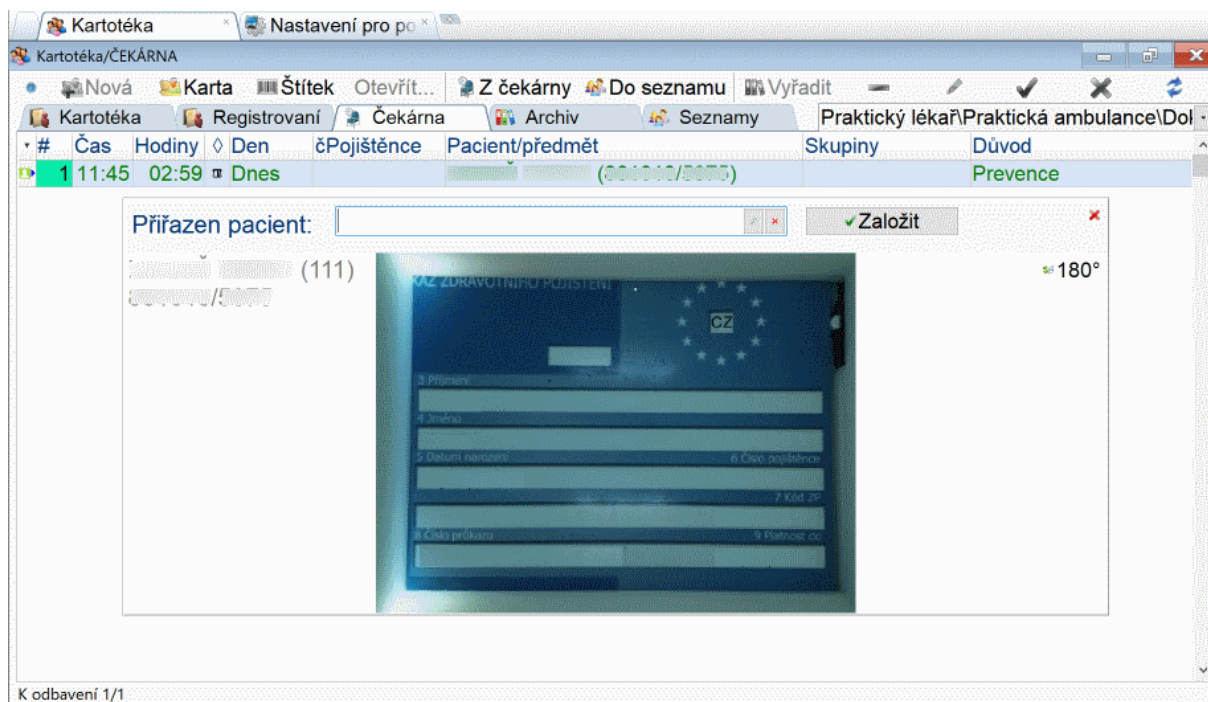 Kartotéka Nastavení pro po
Kartotéka/ČEKÁRNA
Nová Karta Štítek Otevřít... Z čekárny Do seznamu Vyřadit
Kartotéka Registrovaní Čekárna Archiv Seznamy Praktický lékař\Praktická ambulance\Dol
# Čas Hodiny Den čPojištěnce Pacient/předmět Skupiny Důvod
1 11:45 02:59 Dnes Prevence
Přiřazen pacient: Založit
(111) 180°
ZDRAVOTNÍHO POJIŠTĚNÍ
CZ
3 Příjmení
4 Jméno
5 Datum narození 6 Číslo pojištěnce
7 Kód ZP
8 Číslo průkazu 9 Platnost do
K odbavení 1/1